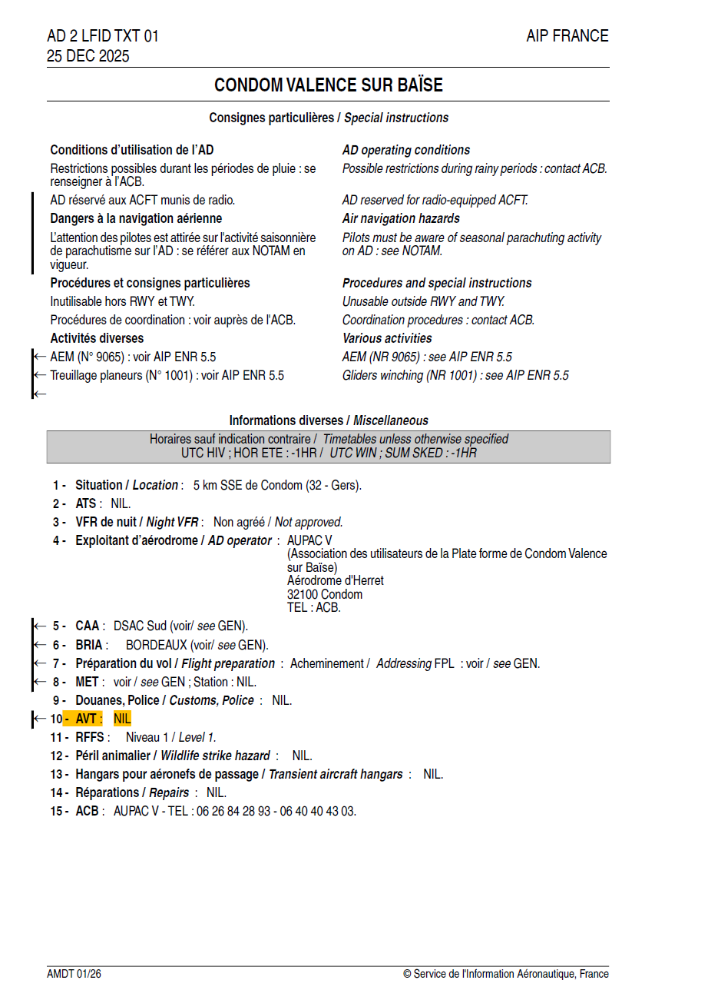 AD 2 LFID TXT 01
AIP FRANCE
25 DEC 2025
CONDOM VALENCE SUR BAÏSE
Consignes particulières / Special instructions
Conditions d’utilisation de l’AD
AD operating conditions
Restrictions possibles durant les périodes de pluie : se
renseigner à l’ACB.
Possible restrictions during rainy periods : contact ACB.
AD réservé aux ACFT munis de radio.
AD reserved for radio-equipped ACFT.
Dangers à la navigation aérienne
Air navigation hazards
L’attention des pilotes est attirée sur l'activité saisonnière
de parachutisme sur l’AD : se référer aux NOTAM en
vigueur.
Pilots must be aware of seasonal parachuting activity
on AD : see NOTAM.
Procédures et consignes particulières
Procedures and special instructions
Inutilisable hors RWY et TWY.
Unusable outside RWY and TWY.
Procédures de coordination : voir auprès de l'ACB.
Coordination procedures : contact ACB.
Activités diverses
Various activities
← AEM (N° 9065) : voir AIP ENR 5.5
AEM (NR 9065) : see AIP ENR 5.5
← Treuillage planeurs (N° 1001) : voir AIP ENR 5.5
Gliders winching (NR 1001) : see AIP ENR 5.5
←
Informations diverses / Miscellaneous
Horaires sauf indication contraire / Timetables unless otherwise specified
UTC HIV ; HOR ETE : -1HR / UTC WIN ; SUM SKED : -1HR
1 - Situation / Location : 5 km SSE de Condom (32 - Gers).
2 - ATS : NIL.
3 - VFR de nuit / Night VFR : Non agréé / Not approved.
4 - Exploitant d’aérodrome / AD operator : AUPAC V
(Association des utilisateurs de la Plate forme de Condom Valence
sur Baïse)
Aérodrome d'Herret
32100 Condom
TEL : ACB.
← 5 - CAA : DSAC Sud (voir/ see GEN).
← 6 - BRIA : BORDEAUX (voir/ see GEN).
← 7 - Préparation du vol / Flight preparation : Acheminement / Addressing FPL : voir / see GEN.
← 8 - MET : voir / see GEN ; Station : NIL.
9 - Douanes, Police / Customs, Police : NIL.
← 10 - AVT : NIL
11 - RFFS : Niveau 1 / Level 1.
12 - Péril animalier / Wildlife strike hazard : NIL.
13 - Hangars pour aéronefs de passage / Transient aircraft hangars : NIL.
14 - Réparations / Repairs : NIL.
15 - ACB : AUPAC V - TEL : 06 26 84 28 93 - 06 40 40 43 03.
AMDT 01/26
© Service de l'Information Aéronautique, France